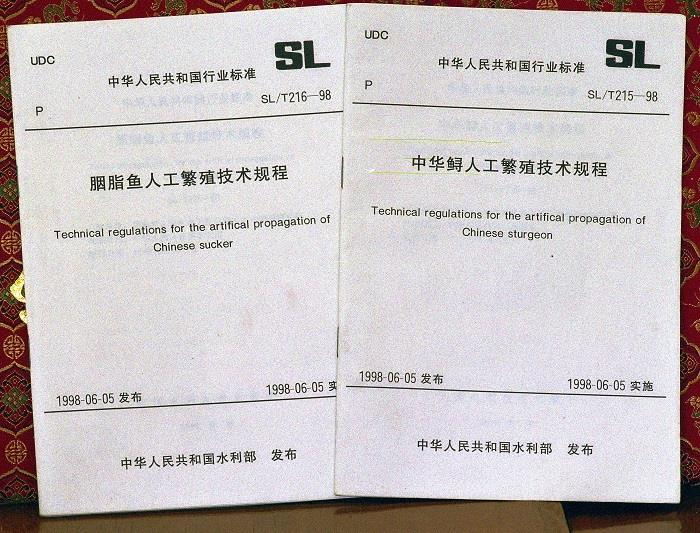 UDC
SL
中华人民共和国行业标准
P
SL/T216—98
胭脂鱼人工繁殖技术规程
Technical regulations for the artifical propagation of
Chinese sucker
1998-06-05 发布
1998-06-05 实
中华人民共和国水利部 发布
UDC
SL
中华人民共和国行业标准
P
SL/T215—98
中华鲟人工繁殖技术规程
Technical regulations for the artifical propagation of
Chinese sturgeon
1998-06-05 发布
1998-06-05 实施
中华人民共和国水利部 发布